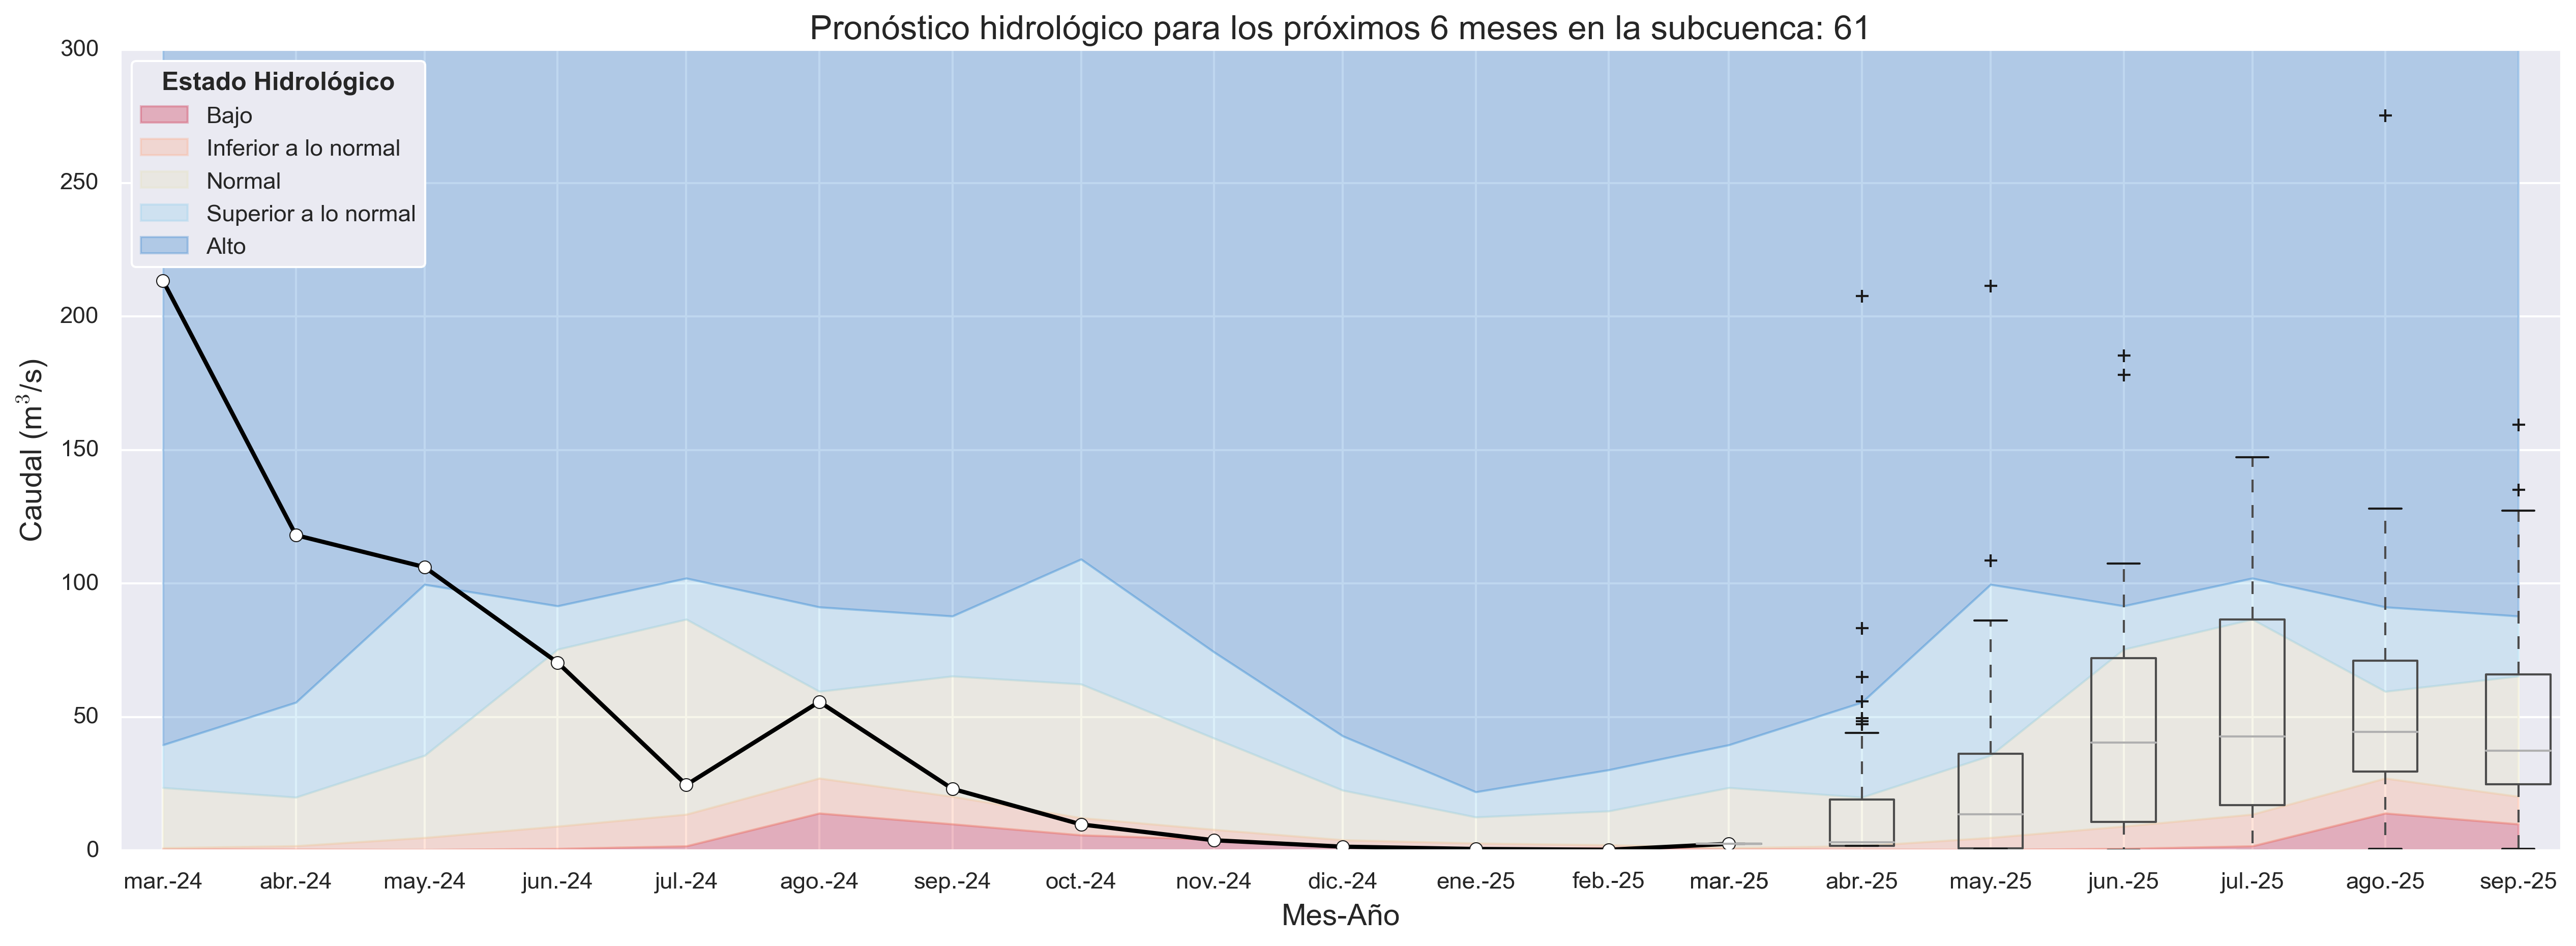 Pronóstico hidrológico para los próximos 6 meses en la subcuenca: 61
Estado Hidrológico
Bajo
Inferior a lo normal
Normal
Superior a lo normal
Alto
Caudal (m³/s)
300
250
200
150
100
50
0
mar.-24 abr.-24 may.-24 jun.-24 jul.-24 ago.-24 sep.-24 oct.-24 nov.-24 dic.-24 ene.-25 feb.-25 mar.-25 abr.-25 may.-25 jun.-25 jul.-25 ago.-25 sep.-25
Mes-Año